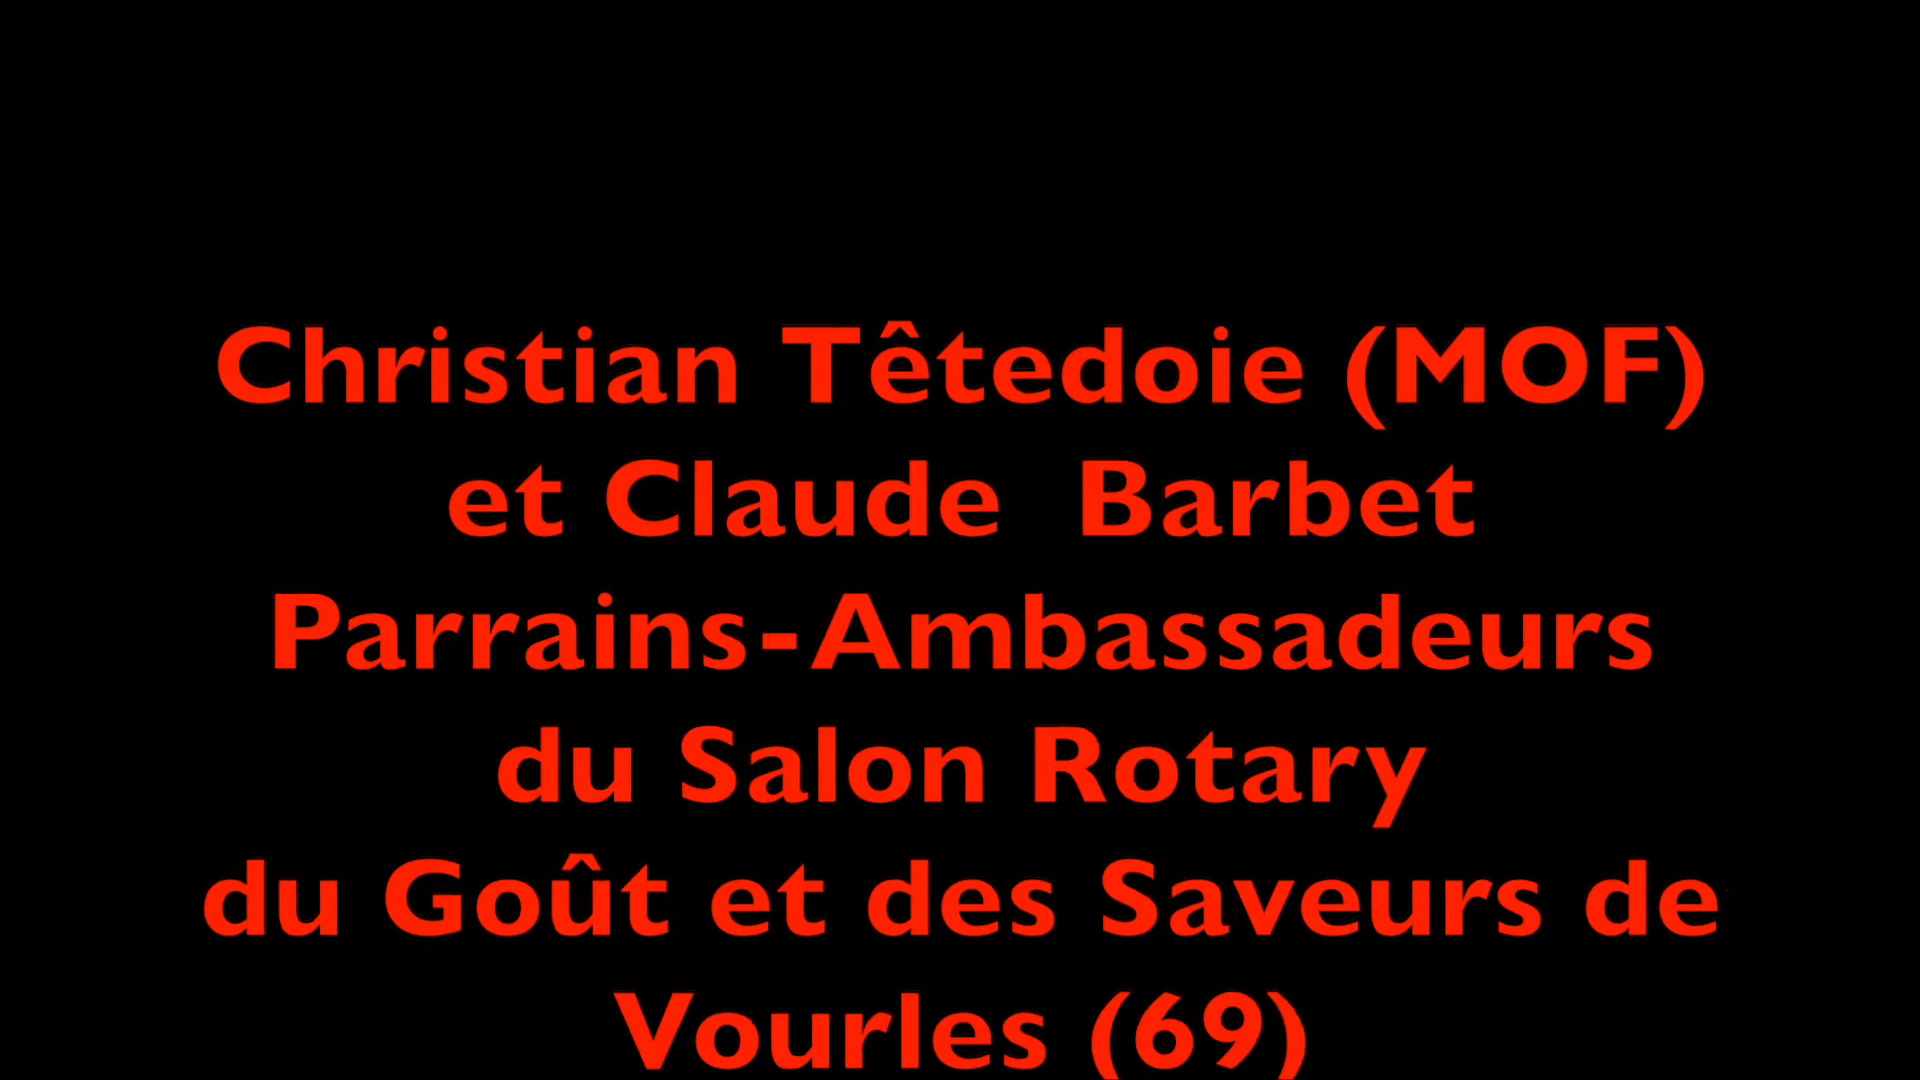 Christian Têtedoie (MOF)
et Claude  Barbet
Parrains-Ambassadeurs
du Salon Rotary
du Goût et des Saveurs de
Vourles (69)